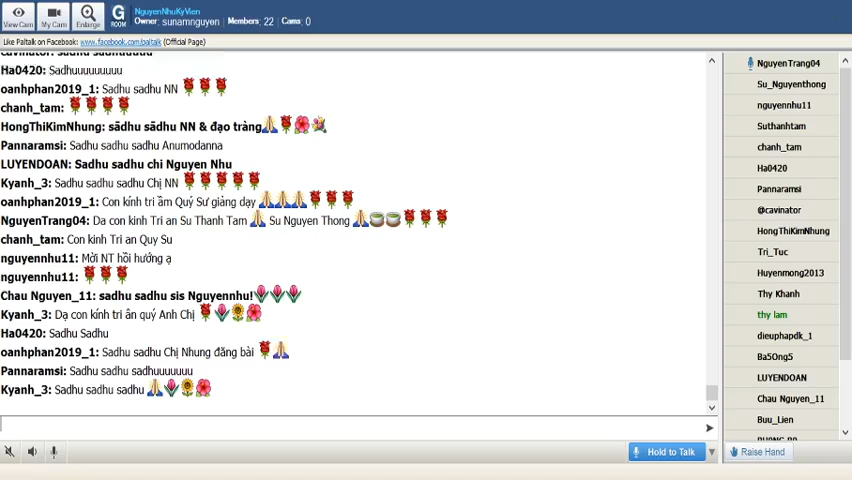 View Cam
My Cam
Enlarge
G
ROOM
NguyenNhuKyVien
Owner: sunamnguyen | Members: 22 | Cams: 0
Like Paltalk on Facebook: www.facebook.com/paltalk (Official Page)
cavinator: sadhu sadhuuuuuu
Ha0420: Sadhuuuuuuuuu
oanhphan2019_1: Sadhu sadhu NN
chanh_tam:
HongThiKimNhung: sādhu sādhu NN & đạo tràng
Pannaramsi: Sadhu sadhu sadhu Anumodanna
LUYENDOAN: Sadhu sadhu chi Nguyen Nhu
Kyanh_3: Sadhu sadhu sadhu Chị NN
oanhphan2019_1: Con kính tri ằm Quý Sư giảng dạy
NguyenTrang04: Da con kinh Tri an Su Thanh Tam Su Nguyen Thong
chanh_tam: Con kinh Tri an Quy Su
nguyennhu11: Mời NT hồi hướng ạ
nguyennhu11:
Chau Nguyen_11: sadhu sadhu sis Nguyennhu!
Kyanh_3: Dạ con kính tri ân quý Anh Chị
Ha0420: Sadhu Sadhu
oanhphan2019_1: Sadhu sadhu Chị Nhung đăng bài
Pannaramsi: Sadhu sadhu sadhuuuuuuu
Kyanh_3: Sadhu sadhu sadhu
Hold to Talk
NguyenTrang04
Su_Nguyenthong
nguyennhu11
Suthanhtam
chanh_tam
Ha0420
Pannaramsi
@cavinator
HongThiKimNhung
Tri_Tuc
Huyenmong2013
Thy Khanh
thy lam
dieuphapdk_1
Ba5Ong5
LUYENDOAN
Chau Nguyen_11
Buu_Lien
Raise Hand